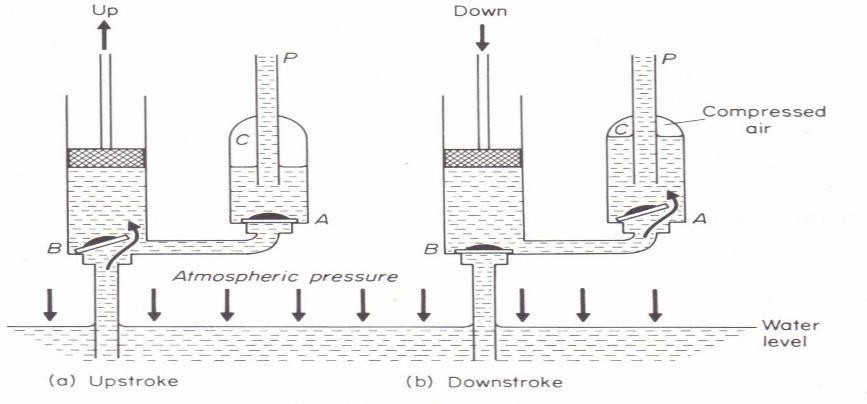 Up
Down
P
P
C
C
Compressed
air
A
A
B
B
Atmospheric pressure
Water
level
(a) Upstroke
(b) Downstroke